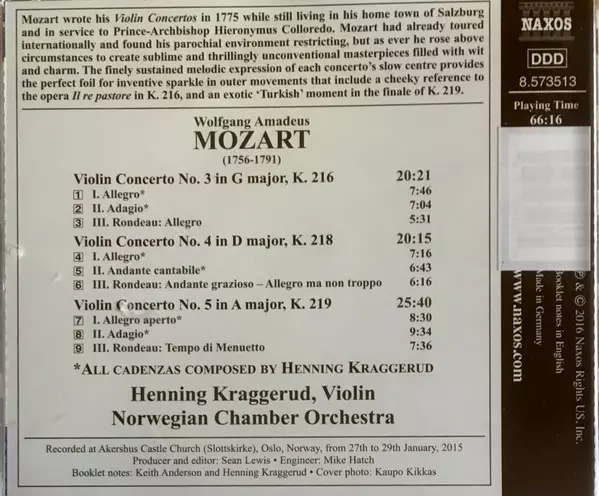 Mozart wrote his Violin Concertos in 1775 while still living in his home town of Salzburg
and in service to Prince-Archbishop Hieronymus Colloredo. Mozart had already toured
internationally and found his parochial environment restricting, but as ever he rose above
circumstances to create sublime and thrillingly unconventional masterpieces filled with wit
and charm. The finely sustained melodic expression of each concerto's slow centre provides
the perfect foil for inventive sparkle in outer movements that include a cheeky reference to
the opera Il re pastore in K. 216, and an exotic 'Turkish' moment in the finale of K. 219.
Wolfgang Amadeus
MOZART
(1756-1791)
Violin Concerto No. 3 in G major, K. 216 20:21
1 I. Allegro* 7:46
2 II. Adagio* 7:04
3 III. Rondeau: Allegro 5:31
Violin Concerto No. 4 in D major, K. 218 20:15
4 I. Allegro* 7:16
5 II. Andante cantabile* 6:43
6 III. Rondeau: Andante grazioso – Allegro ma non troppo 6:16
Violin Concerto No. 5 in A major, K. 219 25:40
7 I. Allegro aperto* 8:30
8 II. Adagio* 9:34
9 III. Rondeau: Tempo di Menuetto 7:36
*ALL CADENZAS COMPOSED BY HENNING KRAGGERUD
Henning Kraggerud, Violin
Norwegian Chamber Orchestra
Recorded at Akershus Castle Church (Slottskirke), Oslo, Norway, from 27th to 29th January, 2015
Producer and editor: Sean Lewis • Engineer: Mike Hatch
Booklet notes: Keith Anderson and Henning Kraggerud • Cover photo: Kaupo Kikkas
NAXOS
DDD
8.573513
Playing Time
66:16
℗ & © 2016 Naxos Rights US, Inc.
Booklet notes in English
Made in Germany
www.naxos.com